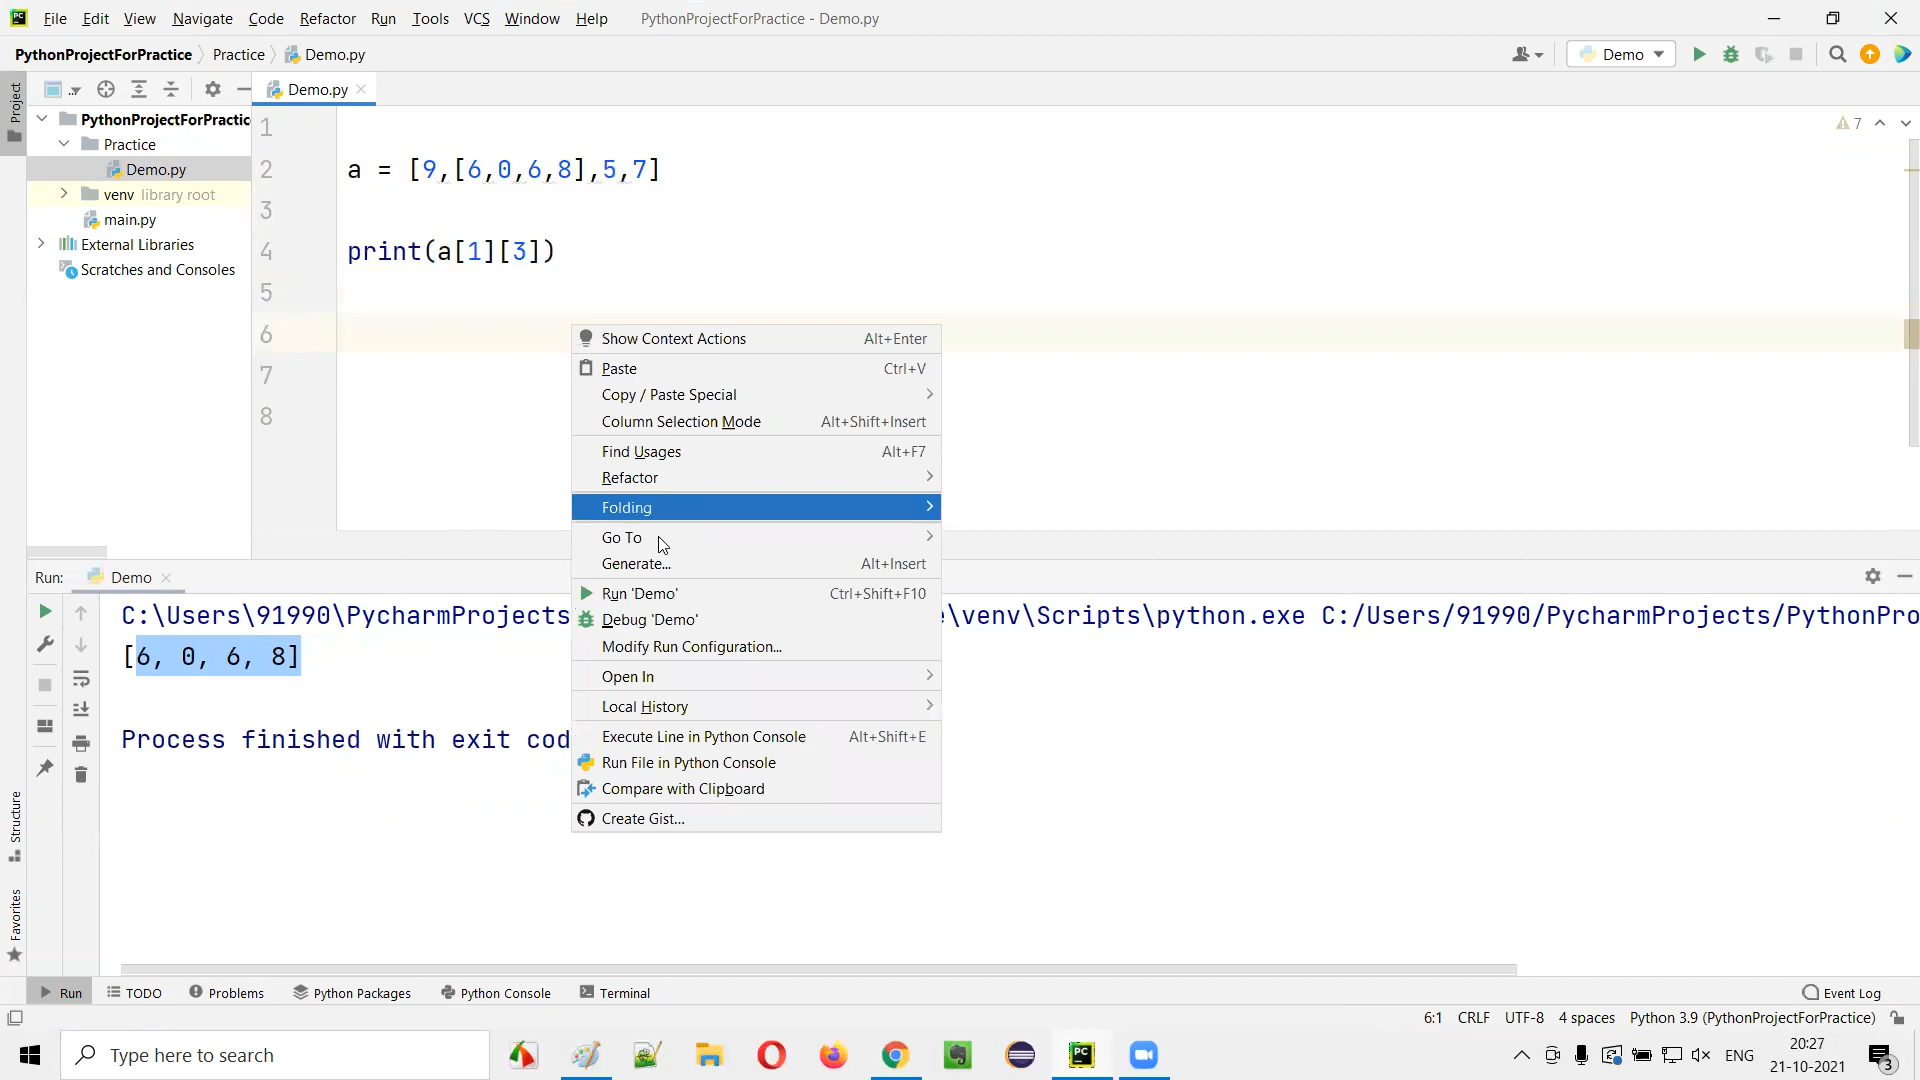 File Edit View Navigate Code Refactor Run Tools VCS Window Help PythonProjectForPractice - Demo.py
PythonProjectForPractice Practice Demo.py
Demo
Project
Demo.py
PythonProjectForPractic
Practice
Demo.py
venv library root
main.py
External Libraries
Scratches and Consoles
7
1
2 a = [9,[6,0,6,8],5,7]
3
4 print(a[1][3])
5
6
7
8
Show Context Actions Alt+Enter
Paste Ctrl+V
Copy / Paste Special
Column Selection Mode Alt+Shift+Insert
Find Usages Alt+F7
Refactor
Folding
Go To
Generate... Alt+Insert
Run 'Demo' Ctrl+Shift+F10
Debug 'Demo'
Modify Run Configuration...
Open In
Local History
Execute Line in Python Console Alt+Shift+E
Run File in Python Console
Compare with Clipboard
Create Gist...
Run: Demo
C:\Users\91990\PycharmProjects e\venv\Scripts\python.exe C:/Users/91990/PycharmProjects/PythonPro
[6, 0, 6, 8]
Process finished with exit cod
Structure
Favorites
Run TODO Problems Python Packages Python Console Terminal Event Log
6:1 CRLF UTF-8 4 spaces Python 3.9 (PythonProjectForPractice)
Type here to search
PC
ENG
20:27
21-10-2021
3